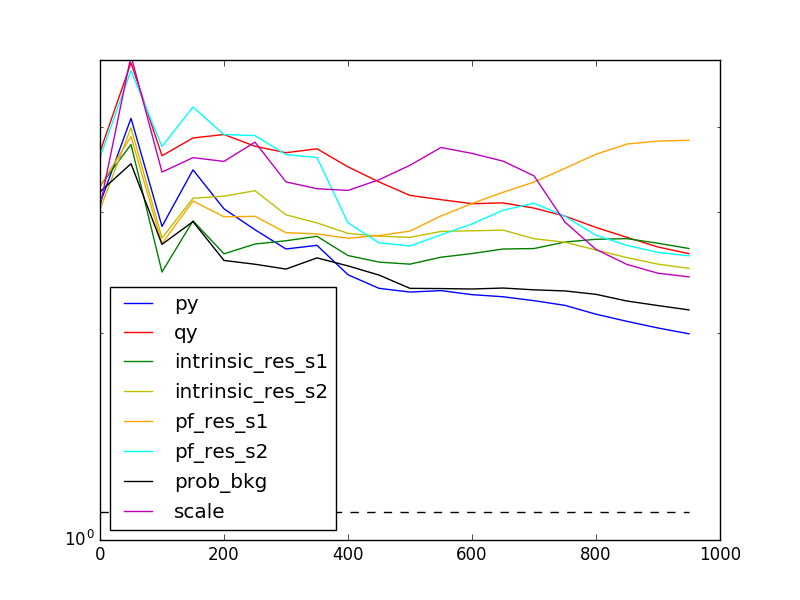 py
qy
intrinsic_res_s1
intrinsic_res_s2
pf_res_s1
pf_res_s2
prob_bkg
scale
10^0
0 200 400 600 800 1000